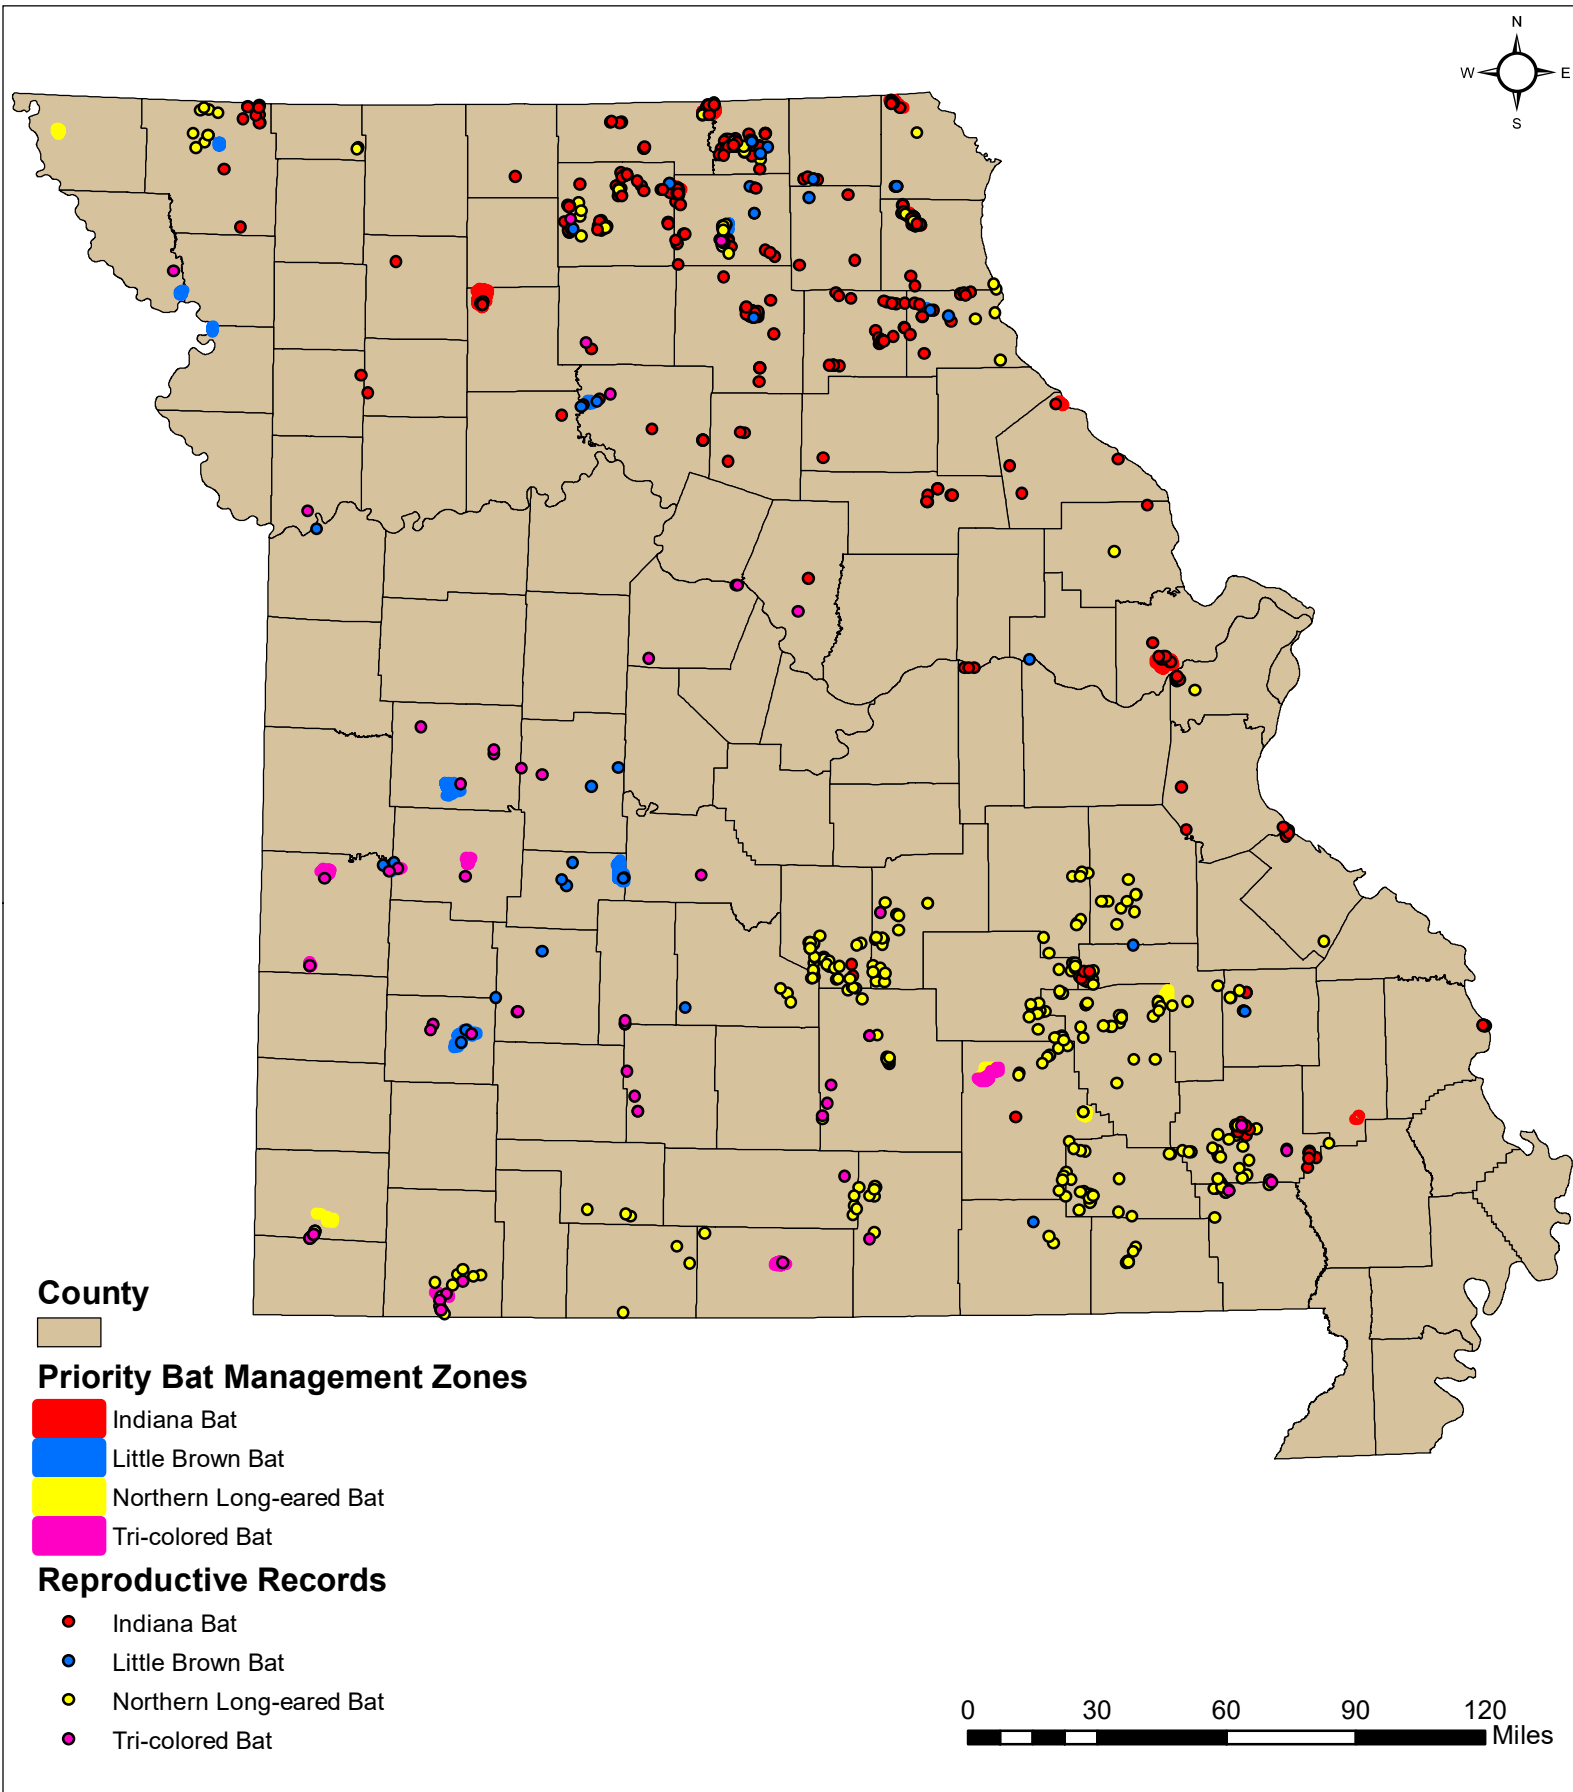 N
W E
S
County
Priority Bat Management Zones
Indiana Bat
Little Brown Bat
Northern Long-eared Bat
Tri-colored Bat
Reproductive Records
Indiana Bat
Little Brown Bat
Northern Long-eared Bat
Tri-colored Bat
0 30 60 90 120
Miles